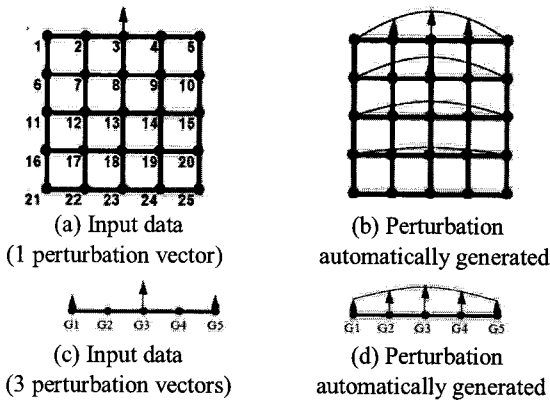 1 2 3 4 5
6 7 8 9 10
11 12 13 14 15
16 17 18 19 20
21 22 23 24 25
(a) Input data
(1 perturbation vector)
(b) Perturbation
automatically generated
G1 G2 G3 G4 G5
(c) Input data
(3 perturbation vectors)
G1 G2 G3 G4 G5
(d) Perturbation
automatically generated